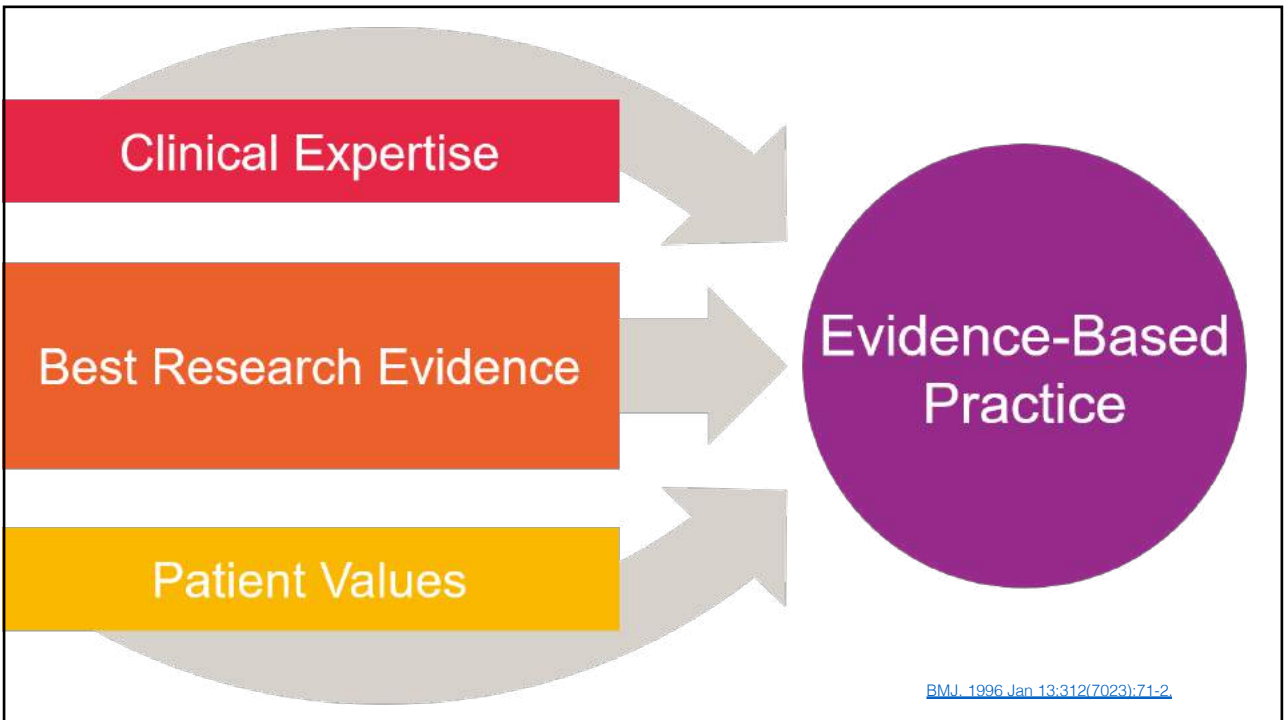 Clinical Expertise
Best Research Evidence
Patient Values
Evidence-Based
Practice
BMJ. 1996 Jan 13;312(7023):71-2.